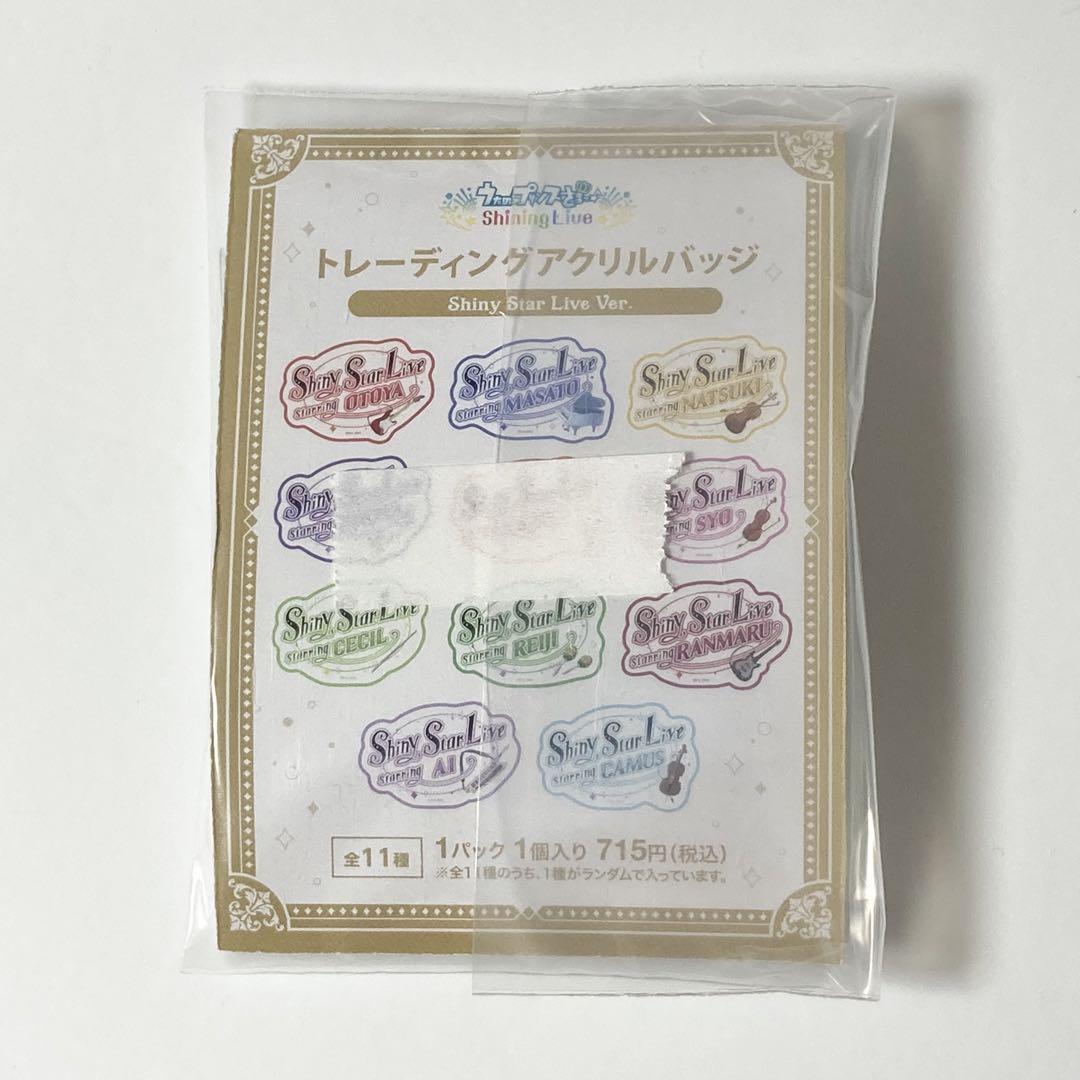 うたの☆プリンスさまっ♪
Shining Live
トレーディングアクリルバッジ
Shiny Star Live Ver.
Shiny Star Live
starring OTOYA
Shiny Star Live
starring MASATO
Shiny Star Live
starring NATSUKI
Shiny
starring
Star Live
SYO
Shiny Star Live
starring CECIL
Shiny Star Live
starring REIJI
Shiny Star Live
starring RANMARU
Shiny Star Live
starring AI
Shiny Star Live
starring CAMUS
全11種
1パック 1個入り 715円(税込)
※全11種のうち、1種がランダムで入っています。